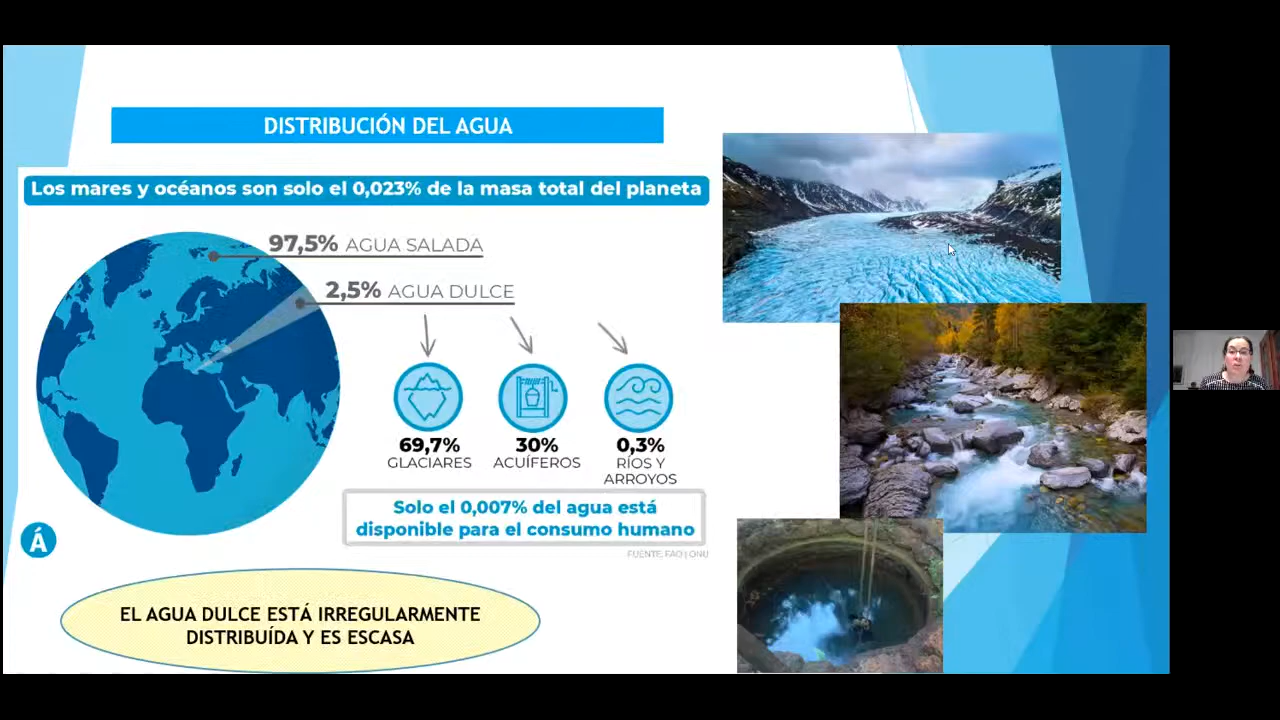 DISTRIBUCIÓN DEL AGUA
Los mares y océanos son solo el 0,023% de la masa total del planeta
97,5% AGUA SALADA
2,5% AGUA DULCE
69,7%
GLACIARES
30%
ACUÍFEROS
0,3%
RÍOS Y
ARROYOS
Solo el 0,007% del agua está
disponible para el consumo humano
FUENTE: FAO | ONU
Á
EL AGUA DULCE ESTÁ IRREGULARMENTE
DISTRIBUÍDA Y ES ESCASA